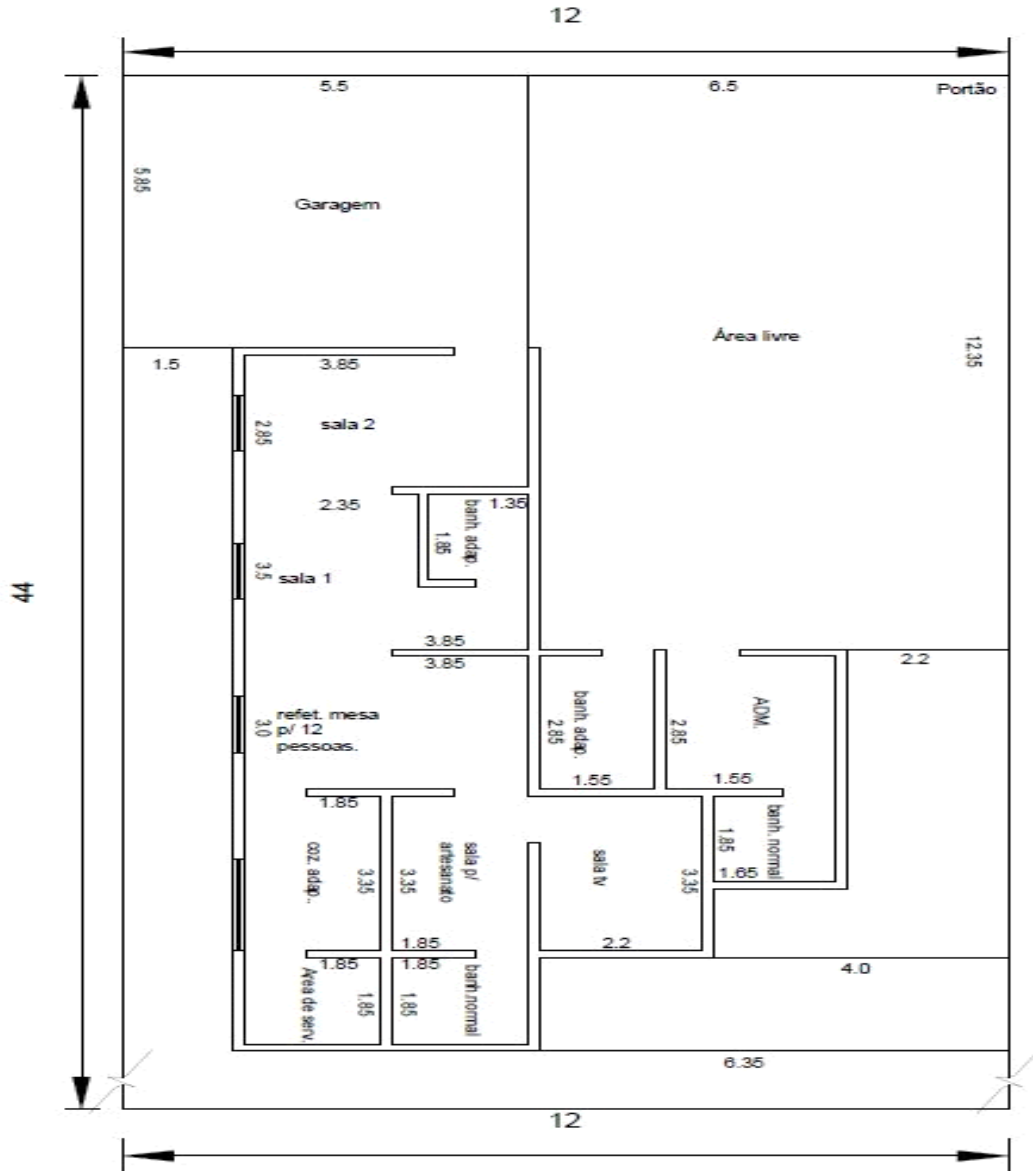 12
5.5
6.5
Portão
5.85
Garagem
Área livre
12.35
1.5
3.85
2.85
sala 2
2.35
1.35
banh. adap.
1.85
3.5
sala 1
3.85
3.85
2.2
44
refet. mesa
p/ 12
pessoas.
3.0
banh. adap.
2.85
2.85
ADM.
1.55
1.55
1.85
coz. adap..
3.35
3.35
sala p/
artesanato
sala tv
3.35
1.85
banh. normal
1.65
1.85
2.2
1.85
1.85
4.0
Área de serv.
1.85
1.85
banh.normal
6.35
12